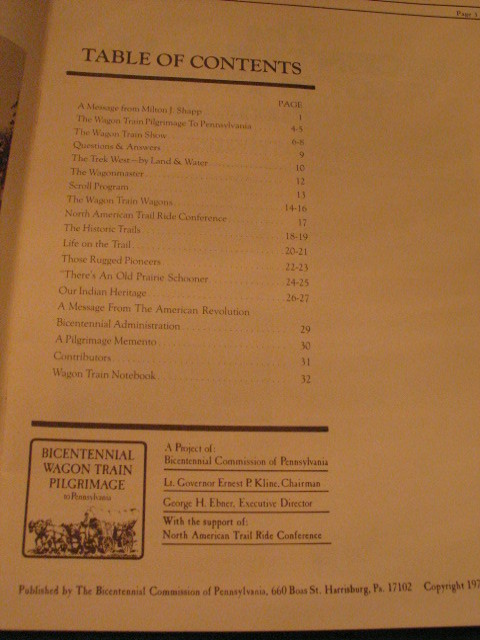 Page 3
TABLE OF CONTENTS
PAGE
A Message from Milton J. Shapp 1
The Wagon Train Pilgrimage To Pennsylvania 4-5
The Wagon Train Show 6-8
Questions & Answers 9
The Trek West—by Land & Water 10
The Wagonmaster 12
Scroll Program 13
The Wagon Train Wagons 14-16
North American Trail Ride Conference 17
The Historic Trails 18-19
Life on the Trail 20-21
Those Rugged Pioneers 22-23
"There's An Old Prairie Schooner 24-25
Our Indian Heritage 26-27
A Message From The American Revolution
Bicentennial Administration 29
A Pilgrimage Memento 30
Contributors 31
Wagon Train Notebook 32
BICENTENNIAL
WAGON TRAIN
PILGRIMAGE
to Pennsylvania
A Project of:
Bicentennial Commission of Pennsylvania
Lt. Governor Ernest P. Kline, Chairman
George H. Ebner, Executive Director
With the support of:
North American Trail Ride Conference
Published by The Bicentennial Commission of Pennsylvania, 660 Boas St. Harrisburg, Pa. 17102 Copyright 197